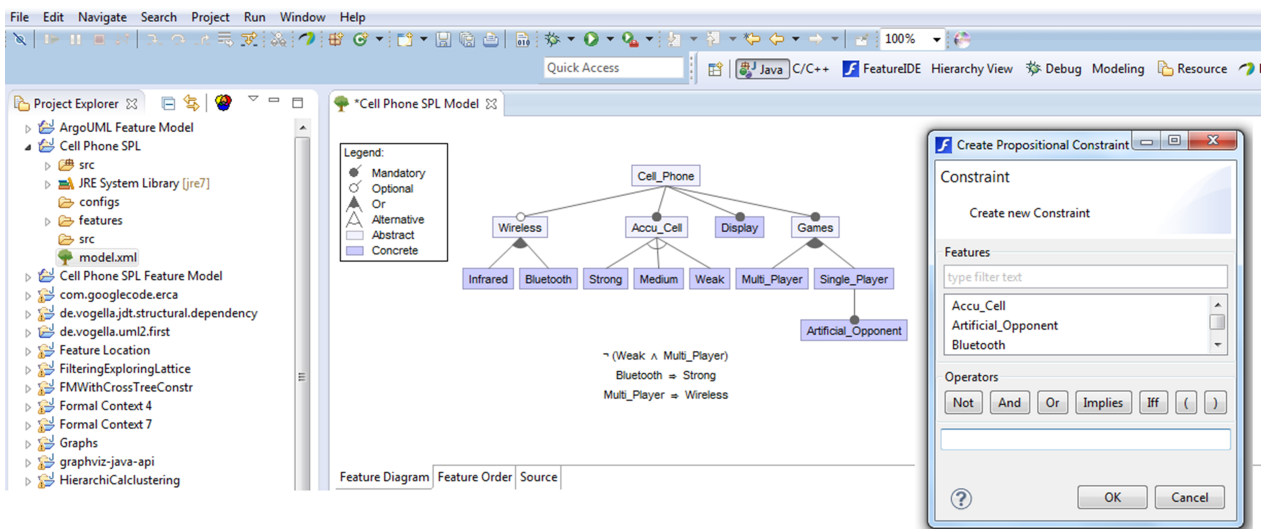 File Edit Navigate Search Project Run Window Help
100%
Quick Access
Java C/C++ FeatureIDE Hierarchy View Debug Modeling Resource
Project Explorer
ArgoUML Feature Model
Cell Phone SPL
src
JRE System Library [jre7]
configs
features
src
model.xml
Cell Phone SPL Feature Model
com.googlecode.erca
de.vogella.jdt.structural.dependency
de.vogella.uml2.first
Feature Location
FilteringExploringLattice
FMWithCrossTreeConstr
Formal Context 4
Formal Context 7
Graphs
graphviz-java-api
HierarchiCalclustering
*Cell Phone SPL Model
Legend:
Mandatory
Optional
Or
Alternative
Abstract
Concrete
Cell_Phone
Wireless Accu_Cell Display Games
Infrared Bluetooth Strong Medium Weak Multi_Player Single_Player
Artificial_Opponent
¬ (Weak ∧ Multi_Player)
Bluetooth ⇒ Strong
Multi_Player ⇒ Wireless
Feature Diagram Feature Order Source
Create Propositional Constraint
Constraint
Create new Constraint
Features
type filter text
Accu_Cell
Artificial_Opponent
Bluetooth
Operators
Not And Or Implies Iff ( )
OK Cancel